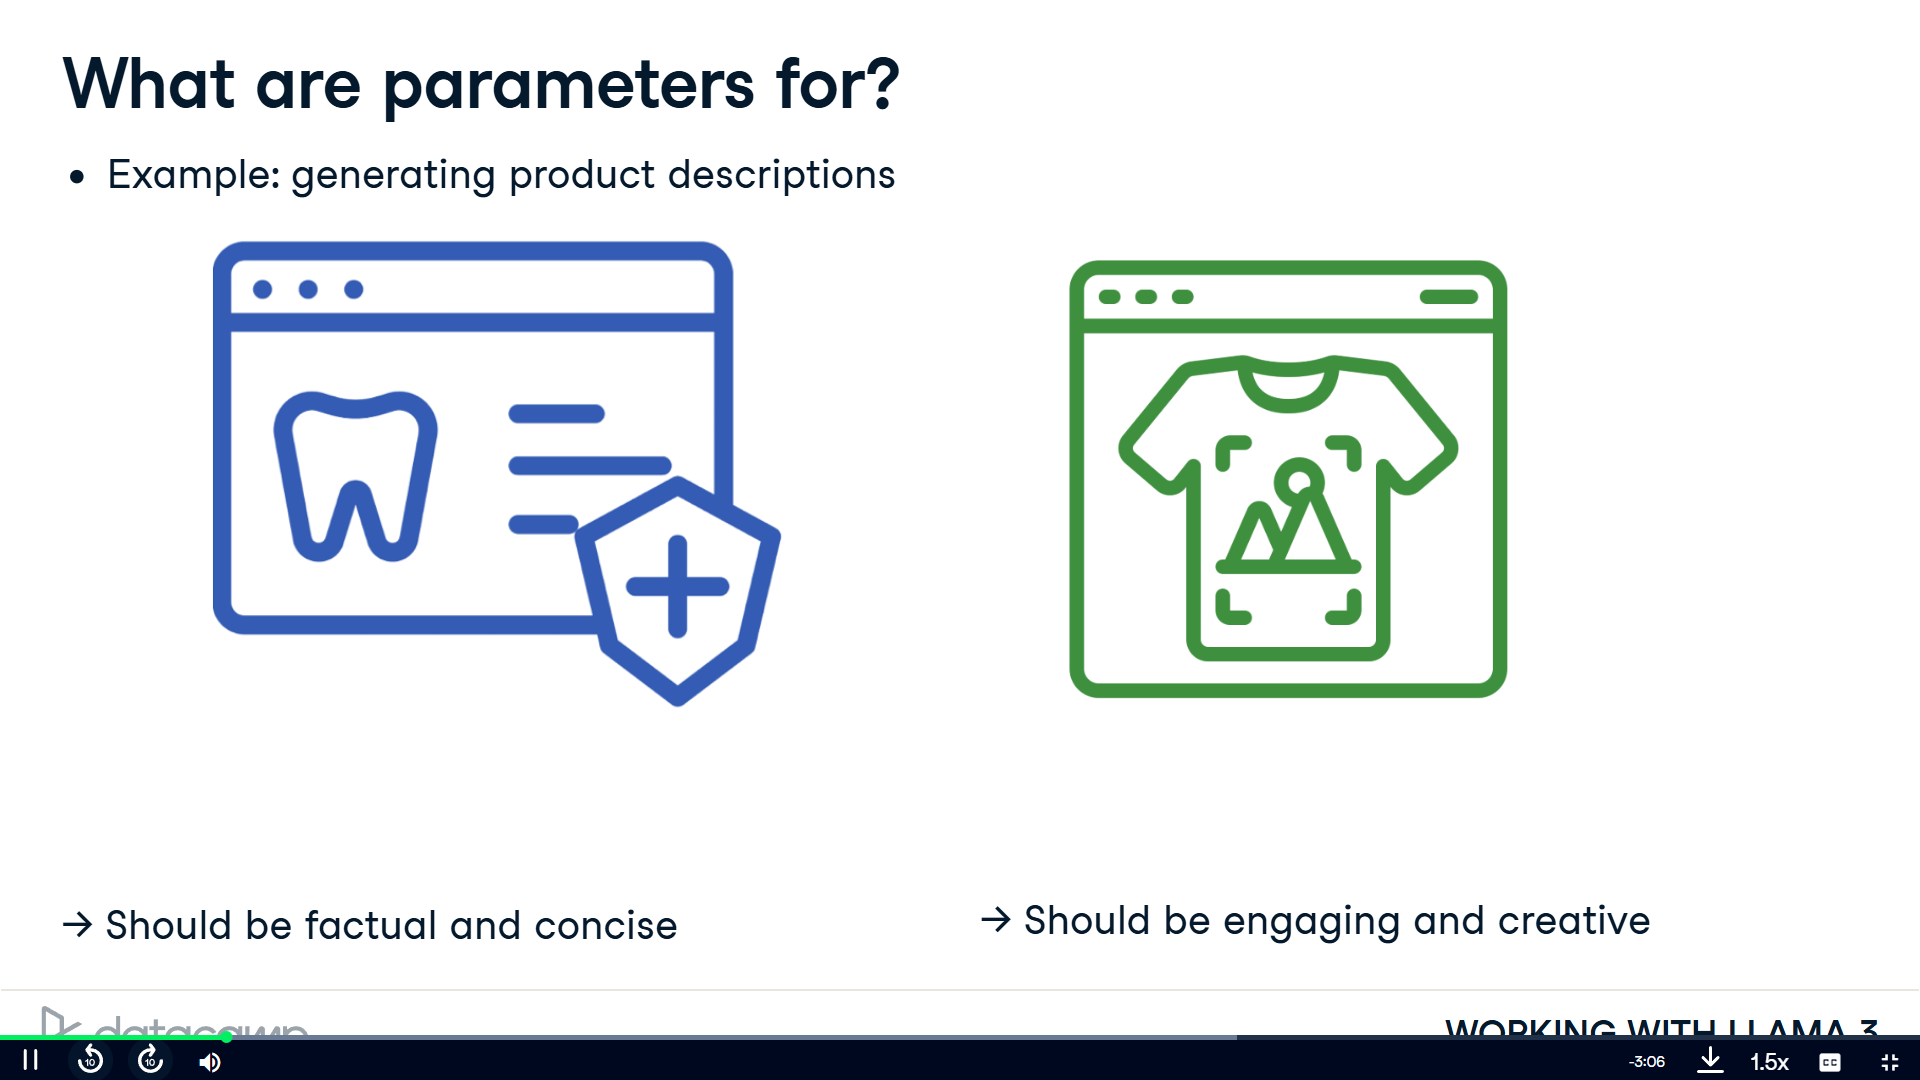 What are parameters for?
• Example: generating product descriptions
→ Should be factual and concise
→ Should be engaging and creative
datacamp
WORKING WITH LLAMA 3
10
10
-3:06
1.5x
CC